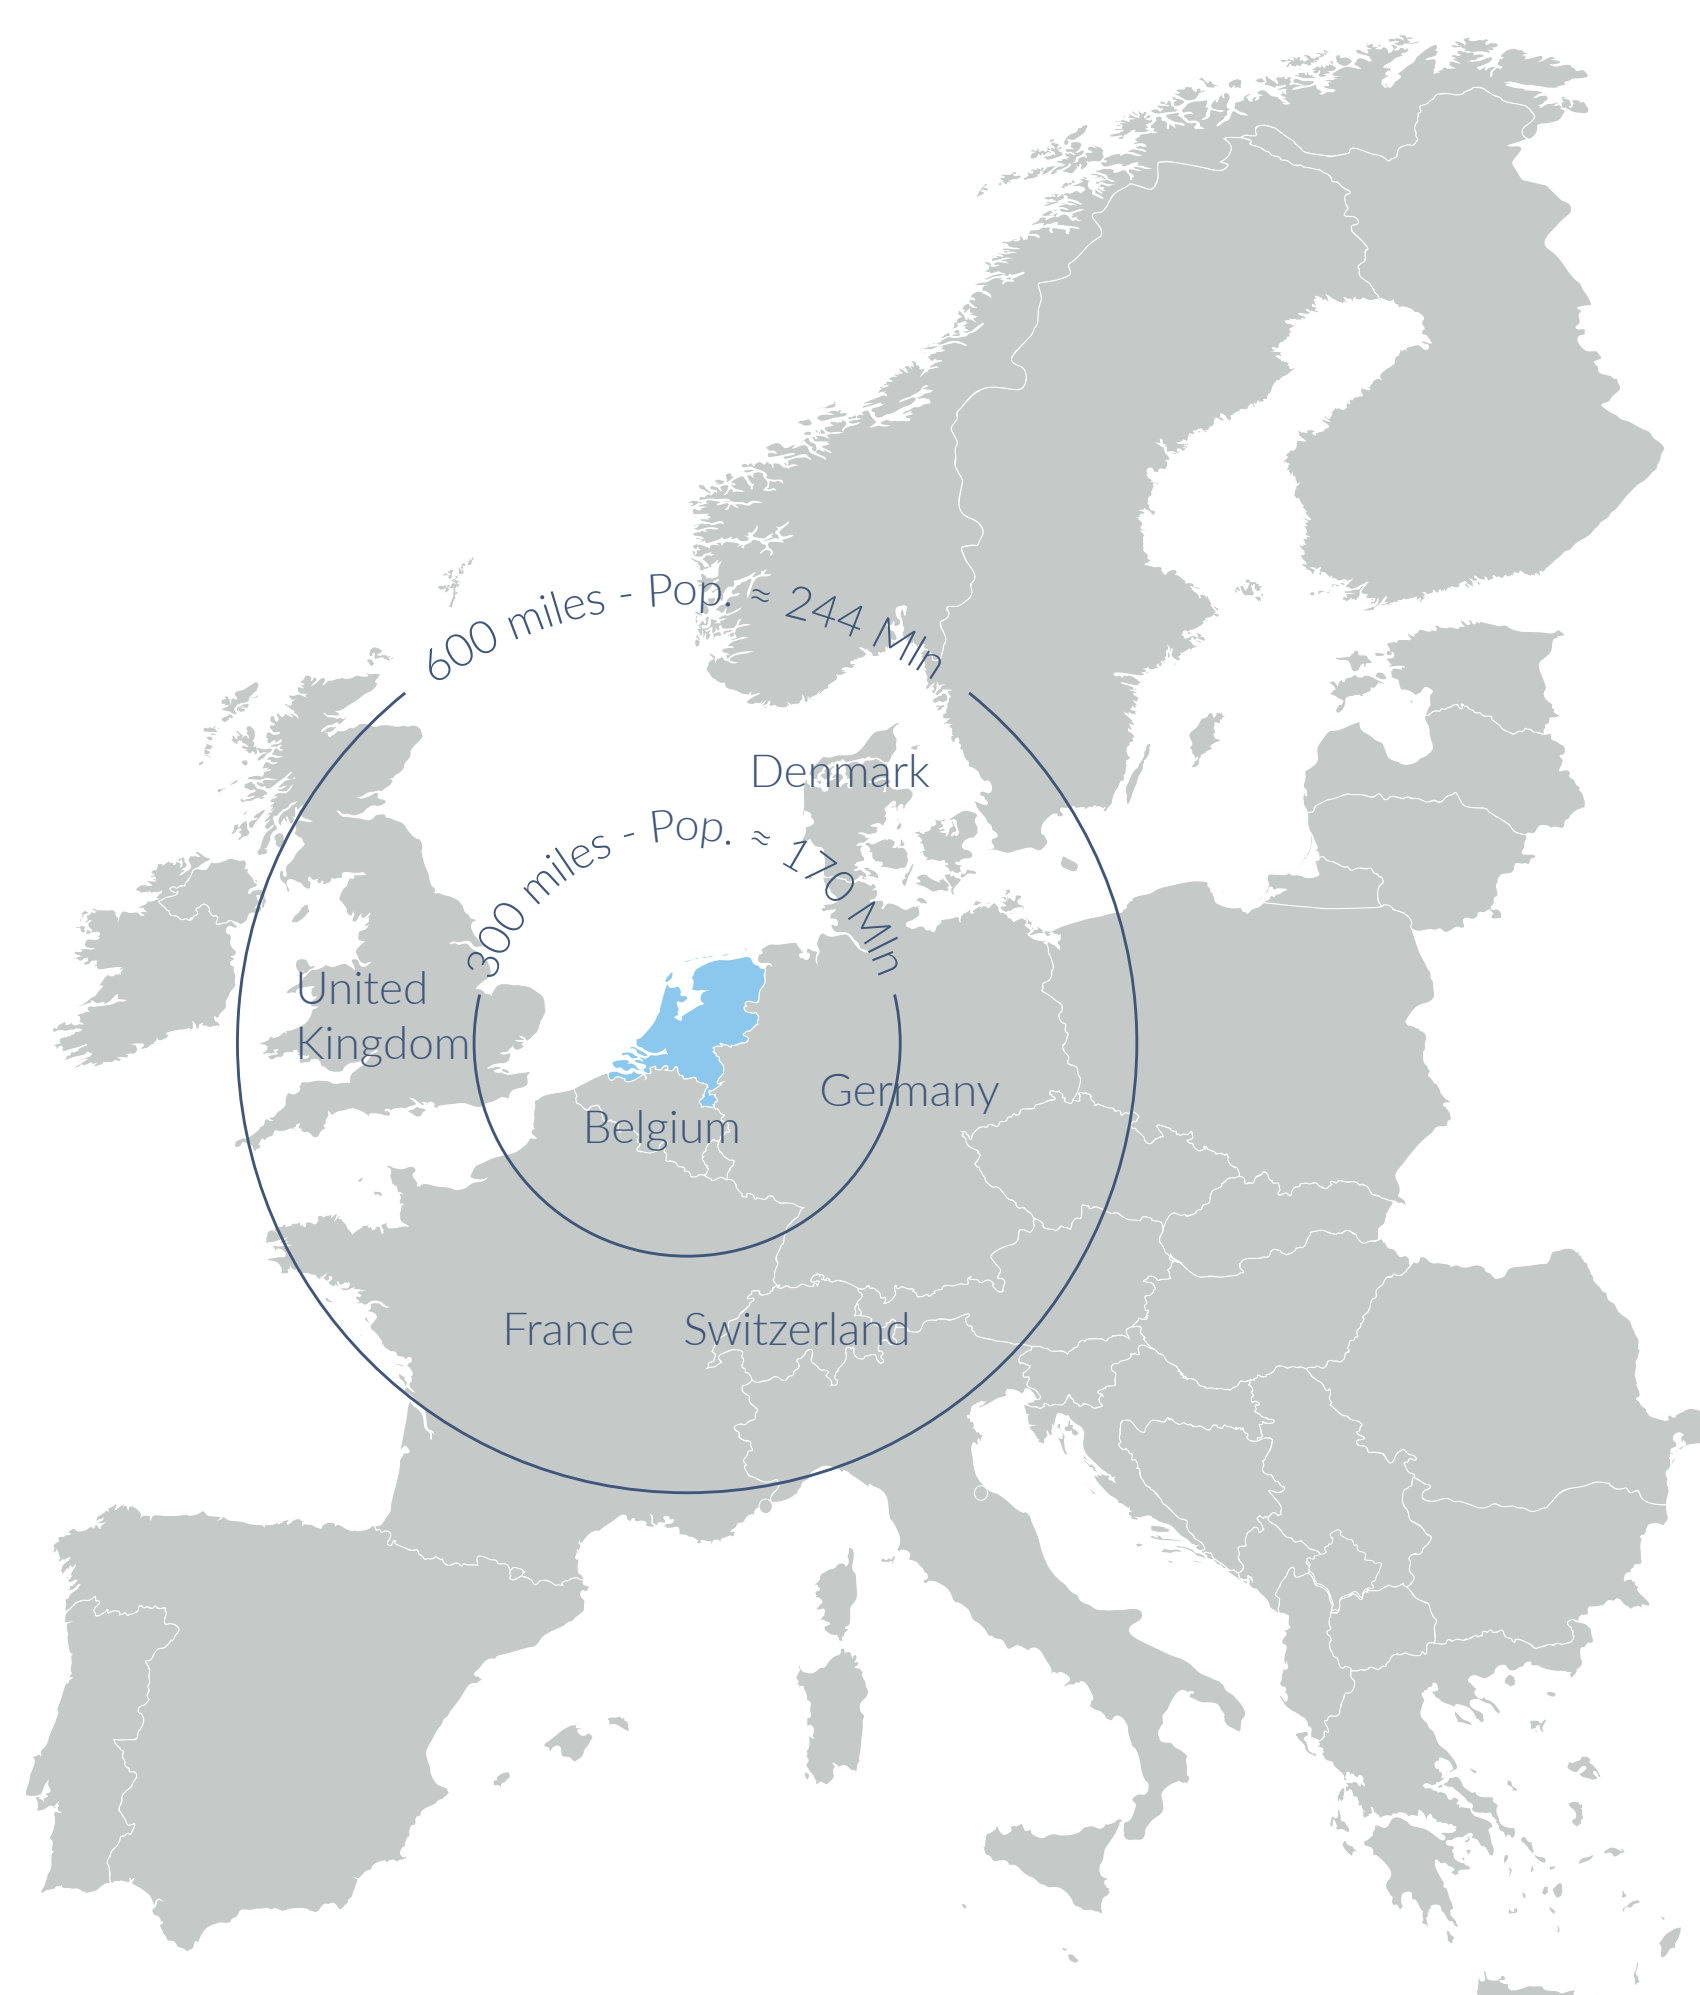 600 miles - Pop. ≈ 244 Mln
Denmark
300 miles - Pop. ≈ 170 Mln
United
Kingdom
Germany
Belgium
France
Switzerland